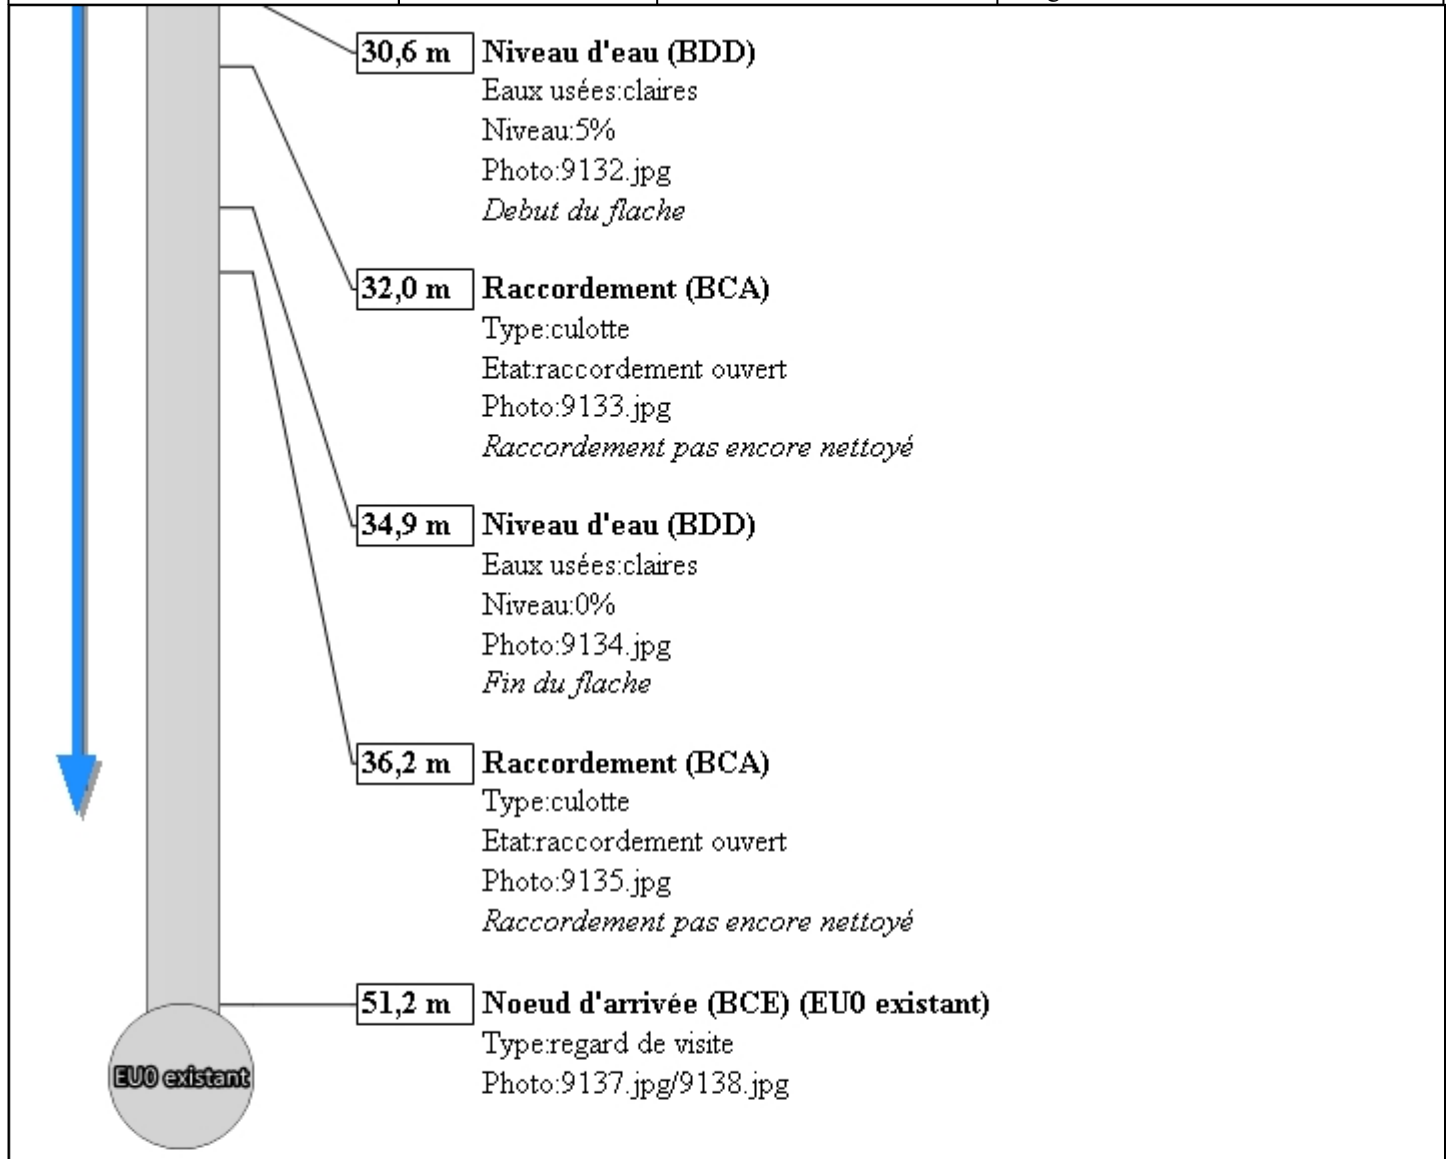 30,6 m Niveau d'eau (BDD)
Eaux usées:claires
Niveau:5%
Photo:9132.jpg
Debut du flache
32,0 m Raccordement (BCA)
Type:culotte
Etat:raccordement ouvert
Photo:9133.jpg
Raccordement pas encore nettoyé
34,9 m Niveau d'eau (BDD)
Eaux usées:claires
Niveau:0%
Photo:9134.jpg
Fin du flache
36,2 m Raccordement (BCA)
Type:culotte
Etat:raccordement ouvert
Photo:9135.jpg
Raccordement pas encore nettoyé
51,2 m Noeud d'arrivée (BCE) (EU0 existant)
Type:regard de visite
Photo:9137.jpg/9138.jpg
EU0 existant